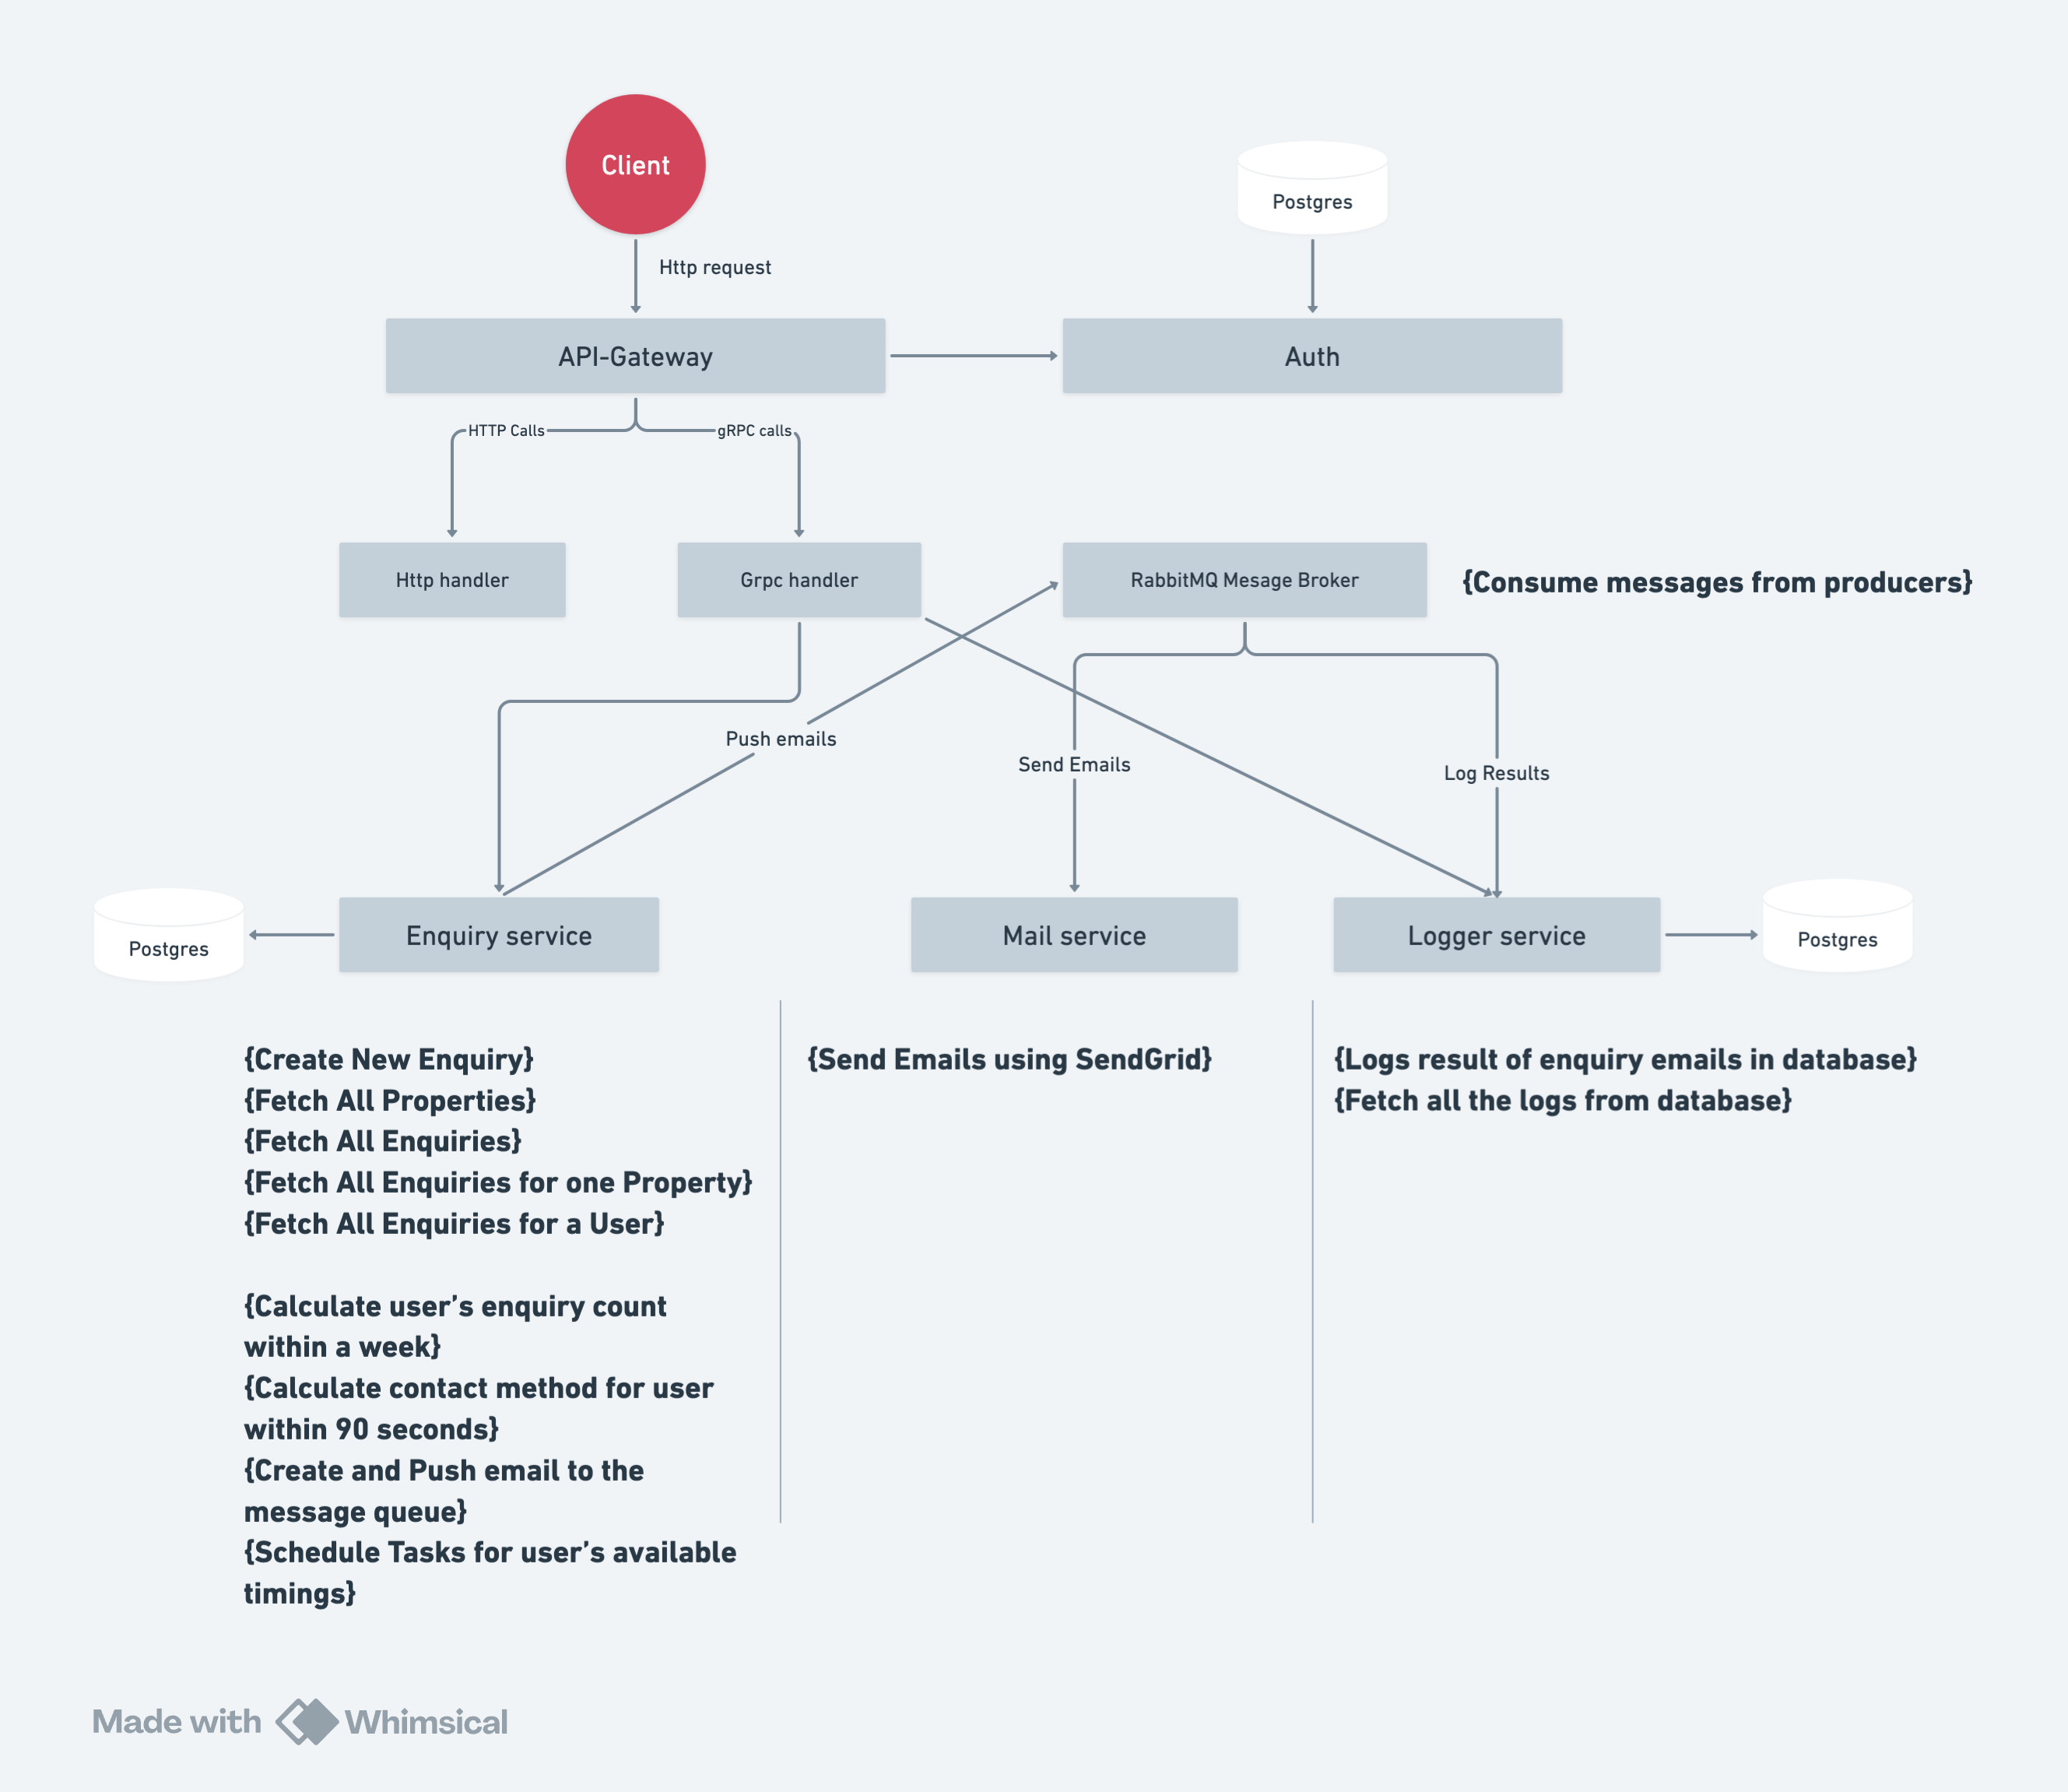 Client
Postgres
Http request
API-Gateway
Auth
HTTP Calls
gRPC calls
Http handler
Grpc handler
RabbitMQ Mesage Broker
{Consume messages from producers}
Push emails
Send Emails
Log Results
Postgres
Enquiry service
Mail service
Logger service
Postgres
{Create New Enquiry}
{Fetch All Properties}
{Fetch All Enquiries}
{Fetch All Enquiries for one Property}
{Fetch All Enquiries for a User}
{Calculate user’s enquiry count
within a week}
{Calculate contact method for user
within 90 seconds}
{Create and Push email to the
message queue}
{Schedule Tasks for user’s available
timings}
{Send Emails using SendGrid}
{Logs result of enquiry emails in database}
{Fetch all the logs from database}
Made with Whimsical